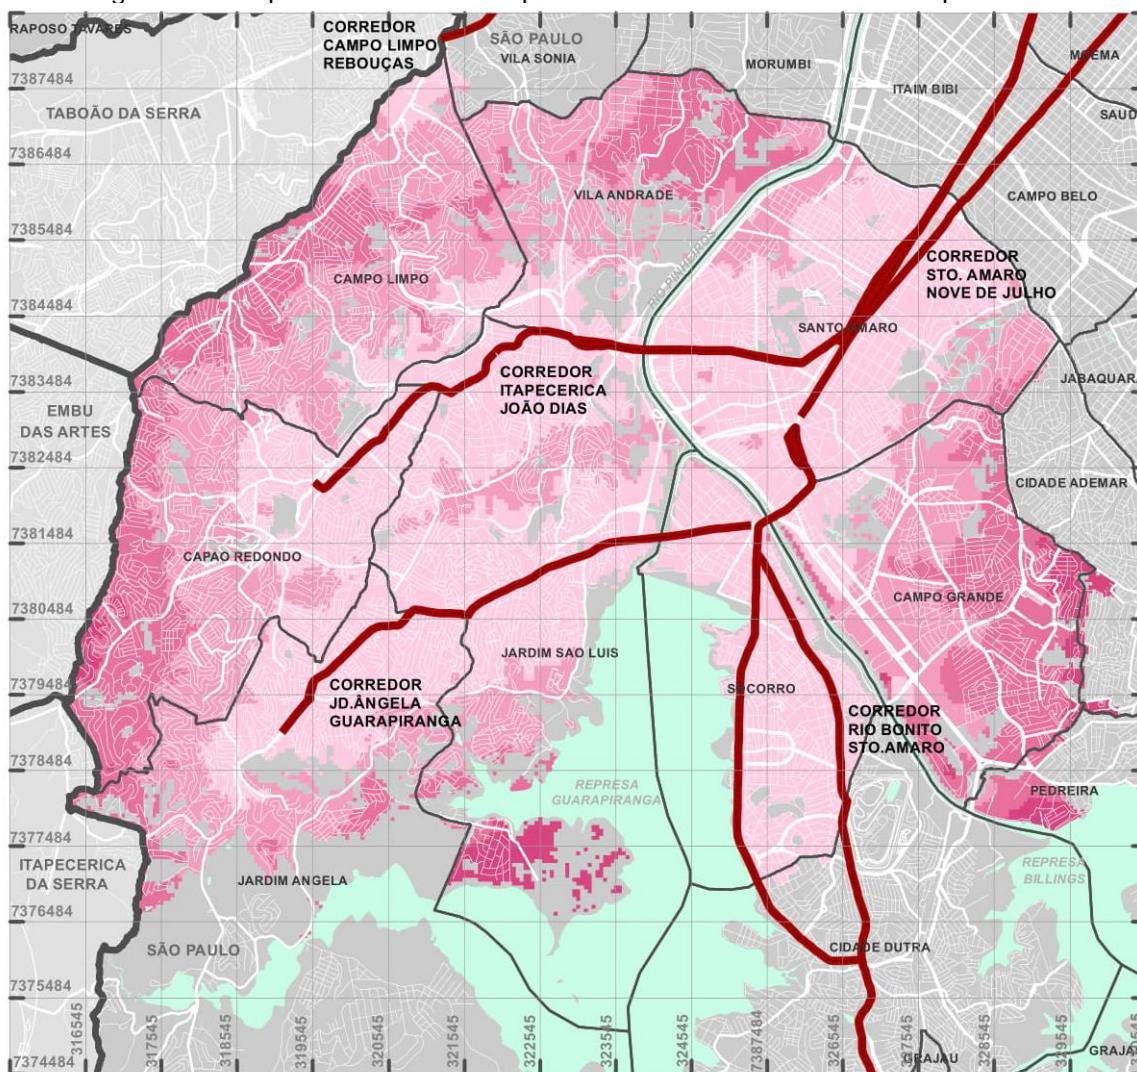 RAPOSO TAVARES
CORREDOR
CAMPO LIMPO
REBOUÇAS
SÃO PAULO
VILA SONIA
MORUMBI
MOEMA
ITAIM BIBI
SAUD
TABOÃO DA SERRA
VILA ANDRADE
CAMPO BELO
RIO PINHEIROS
CAMPO LIMPO
CORREDOR
STO. AMARO
NOVE DE JULHO
SANTO AMARO
CORREDOR
ITAPECERICA
JOÃO DIAS
JABAQUAR
EMBU
DAS ARTES
CIDADE ADEMAR
CAPAO REDONDO
CAMPO GRANDE
JARDIM SAO LUIS
CORREDOR
JD.ÂNGELA
GUARAPIRANGA
SOCORRO
CORREDOR
RIO BONITO
STO.AMARO
REPRESA
GUARAPIRANGA
PEDREIRA
ITAPECERICA
DA SERRA
JARDIM ANGELA
REPRESA
BILLINGS
SÃO PAULO
CIDADE DUTRA
GRAJAU
GRAJA
7387484
7386484
7385484
7384484
7383484
7382484
7381484
7380484
7379484
7378484
7377484
7376484
7375484
7374484
316545
317545
318545
319545
320545
321545
322545
323545
324545
7387484
326545
327545
328545
329545